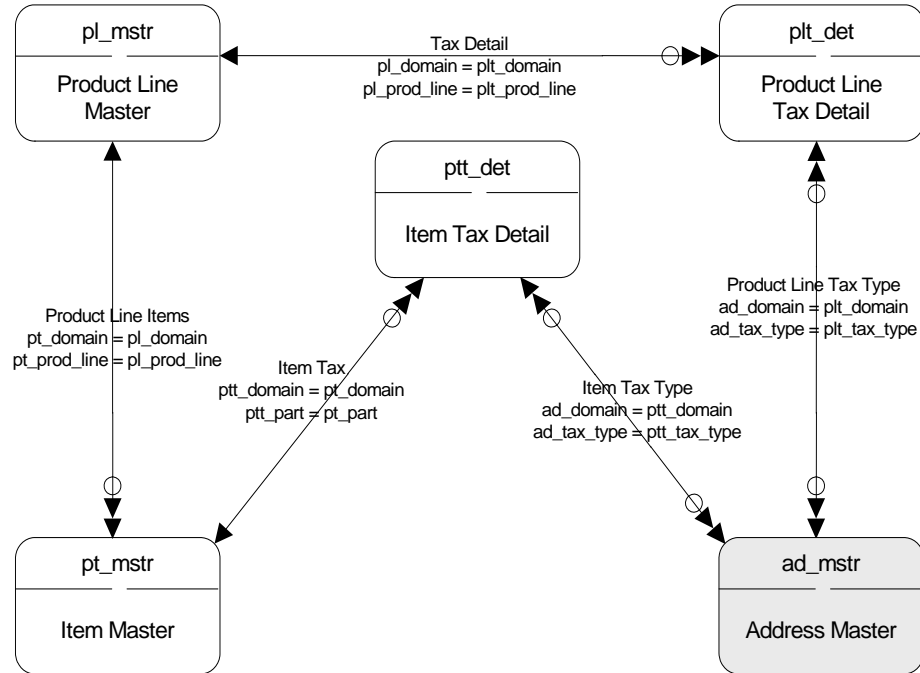 pl_mstr
Product Line
Master
Tax Detail
pl_domain = plt_domain
pl_prod_line = plt_prod_line
plt_det
Product Line
Tax Detail
ptt_det
Item Tax Detail
Product Line Items
pt_domain = pl_domain
pt_prod_line = pl_prod_line
Item Tax
ptt_domain = pt_domain
ptt_part = pt_part
Item Tax Type
ad_domain = ptt_domain
ad_tax_type = ptt_tax_type
Product Line Tax Type
ad_domain = plt_domain
ad_tax_type = plt_tax_type
pt_mstr
Item Master
ad_mstr
Address Master